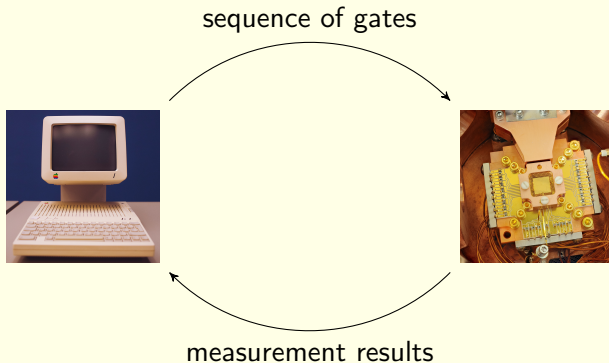 sequence of gates
measurement results